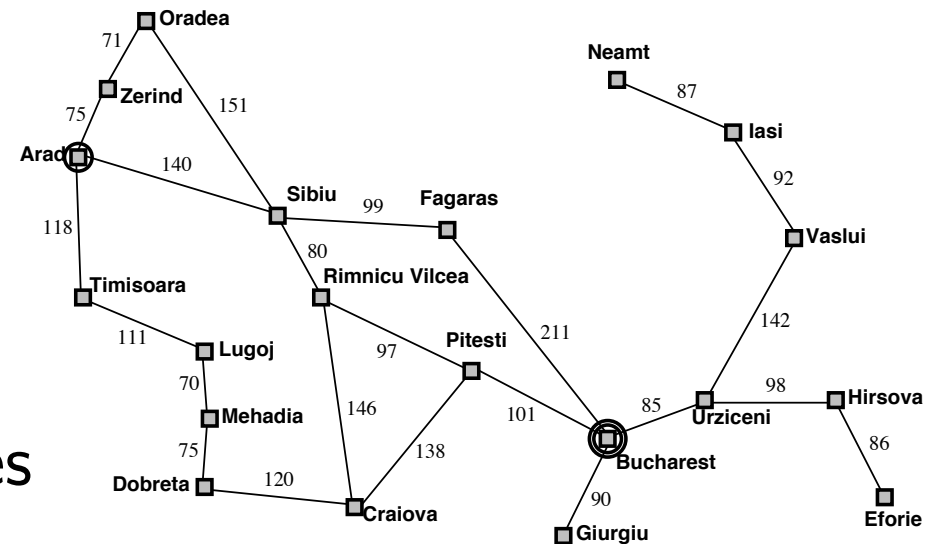 Oradea
71
Neamt
87
Zerind
151
75
Iasi
Arad
140
92
Sibiu
Fagaras
99
118
80
Vaslui
Timisoara
Rimnicu Vilcea
142
111
Lugoj
97
Pitesti
211
70
98
Hirsova
146
101
85
Mehadia
Urziceni
138
86
75
Bucharest
es
Dobreta
120
90
Craiova
Eforie
Giurgiu